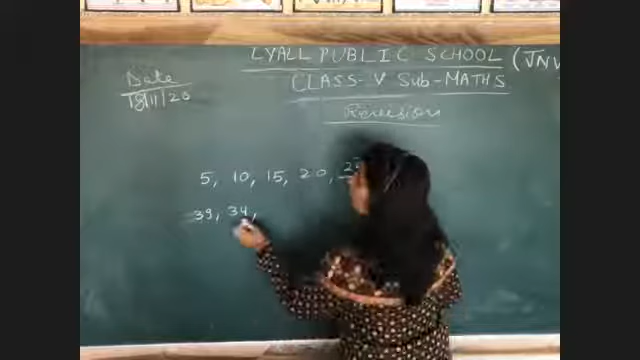 LYALL PUBLIC SCHOOL (JNV
CLASS-V SUB-MATHS
Date
18/11/20
Revision
5, 10, 15, 20,
39, 34,